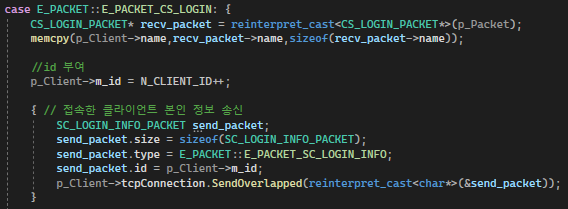 case E_PACKET::E_PACKET_CS_LOGIN: {
CS_LOGIN_PACKET* recv_packet = reinterpret_cast<CS_LOGIN_PACKET*>(p_Packet);
memcpy(p_Client->name,recv_packet->name,sizeof(recv_packet->name));
//id 부여
p_Client->m_id = N_CLIENT_ID++;
{ // 접속한 클라이언트 본인 정보 송신
SC_LOGIN_INFO_PACKET send_packet;
send_packet.size = sizeof(SC_LOGIN_INFO_PACKET);
send_packet.type = E_PACKET::E_PACKET_SC_LOGIN_INFO;
send_packet.id = p_Client->m_id;
p_Client->tcpConnection.SendOverlapped(reinterpret_cast<char*>(&send_packet));
}